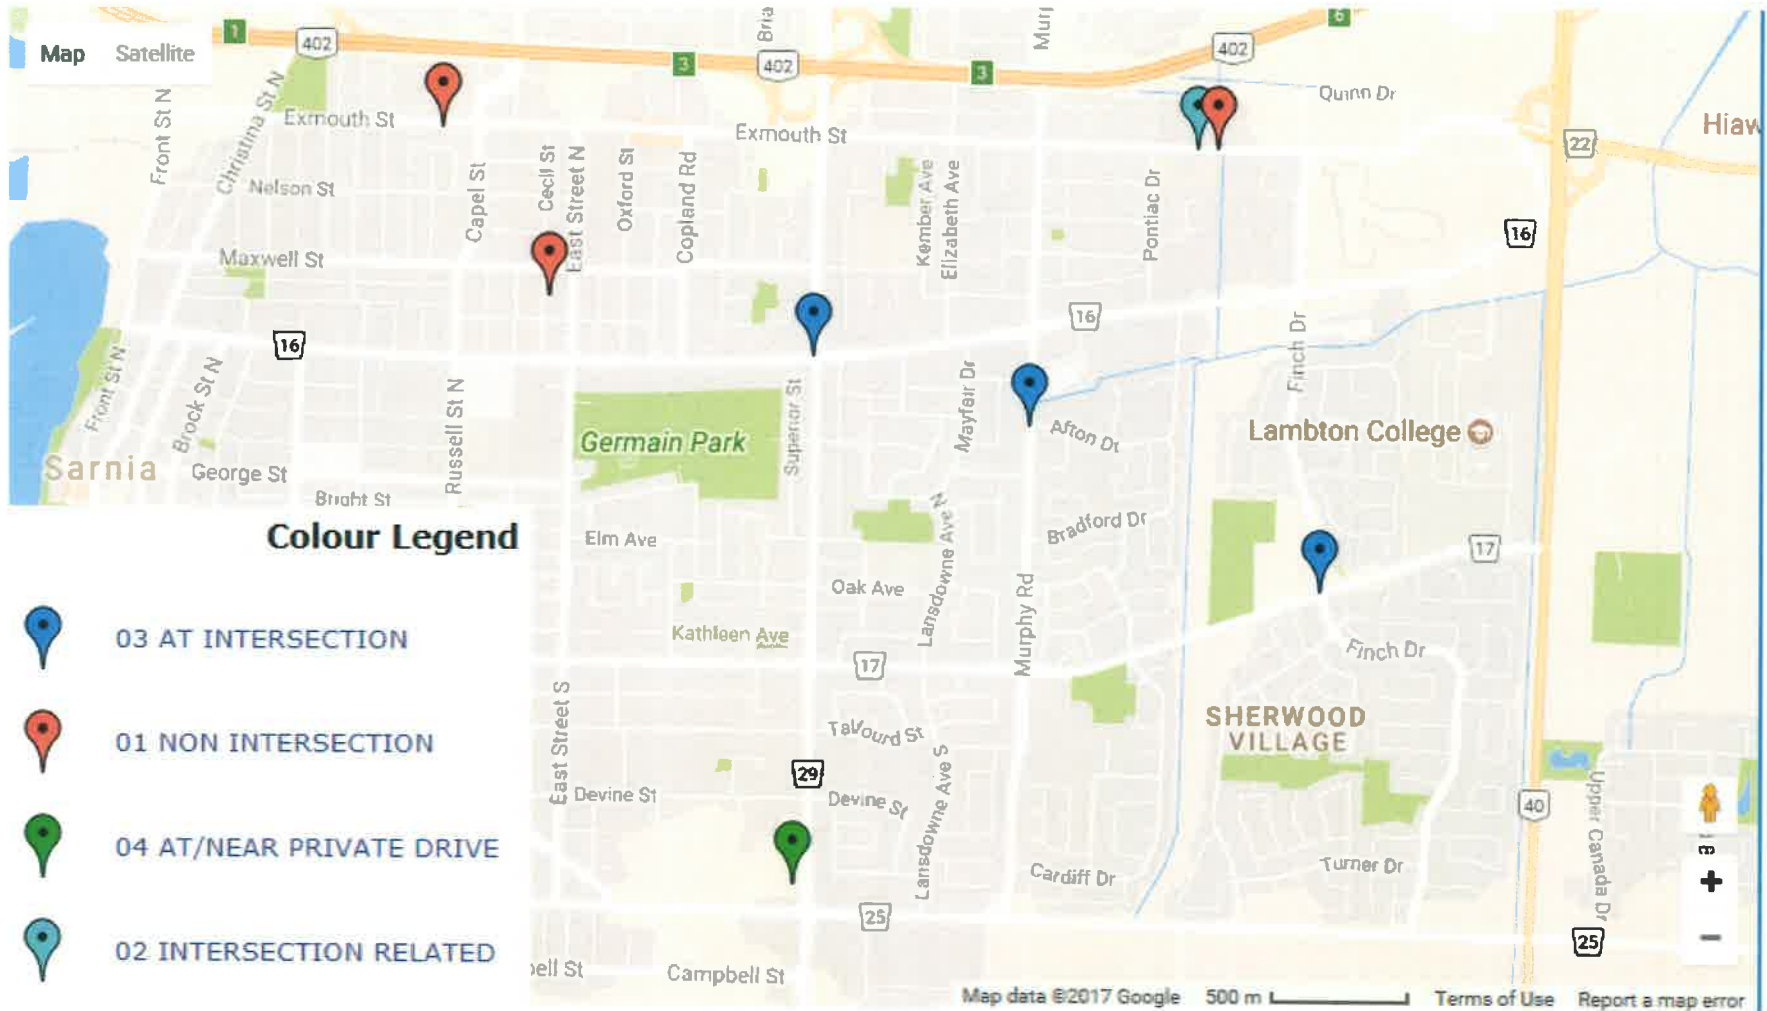 1
402
3
402
Bria
3
Murp
402
6
Map Satellite
Quinn Dr
Hiaw
22
Front St N
Christina St N
Exmouth St
Exmouth St
Nelson St
Capel St
Cecil St
East Street N
Oxford St
Copland Rd
Kember Ave
Elizabeth Ave
Pontiac Dr
16
Maxwell St
16
16
Finch Dr
Front St N
Brock St N
Russell St N
Superior St
Mayfair Dr
Afton Dr
Germain Park
Lambton College
Sarnia
George St
Bright St
Colour Legend
Elm Ave
Lansdowne Ave N
Bradford Dr
17
Oak Ave
Murphy Rd
03 AT INTERSECTION
Kathleen Ave
17
Finch Dr
01 NON INTERSECTION
East Street S
Talfourd St
SHERWOOD
VILLAGE
29
Devine St
Devine St
Lansdowne Ave S
40
Upper Canada Dr
04 AT/NEAR PRIVATE DRIVE
Cardiff Dr
Turner Dr
+
25
25
−
02 INTERSECTION RELATED
bell St
Campbell St
Map data ©2017 Google 500 m Terms of Use Report a map error